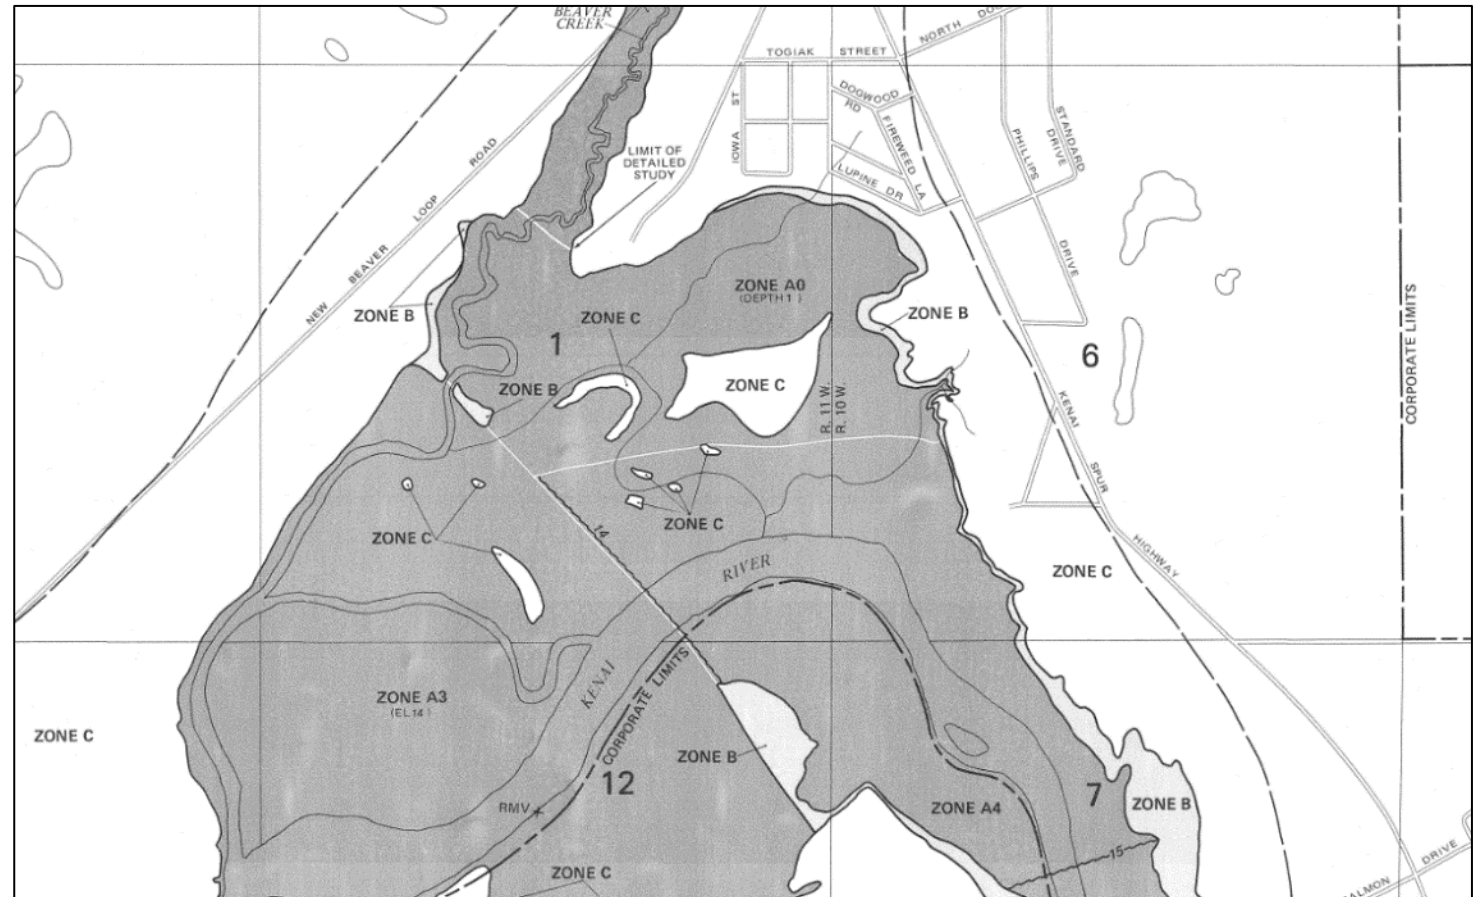 BEAVER
CREEK
NORTH
TOGIAK STREET
DOGWOOD
RD
IOWA ST
FIREWEED LA
LUPINE DR
PHILLIPS
DRIVE
STANDARD
DRIVE
LIMIT OF
DETAILED
STUDY
NEW BEAVER LOOP ROAD
ZONE B
ZONE C
ZONE A0
(DEPTH 1)
ZONE B
1
6
CORPORATE LIMITS
ZONE B
ZONE C
R. 11 W.
R. 10 W.
KENAI SPUR HIGHWAY
ZONE C
ZONE C
14
ZONE C
KENAI RIVER
CORPORATE LIMITS
ZONE A3
(EL 14)
ZONE C
ZONE B
12
RMV
ZONE A4
7
ZONE B
15
ZONE C
DRIVE